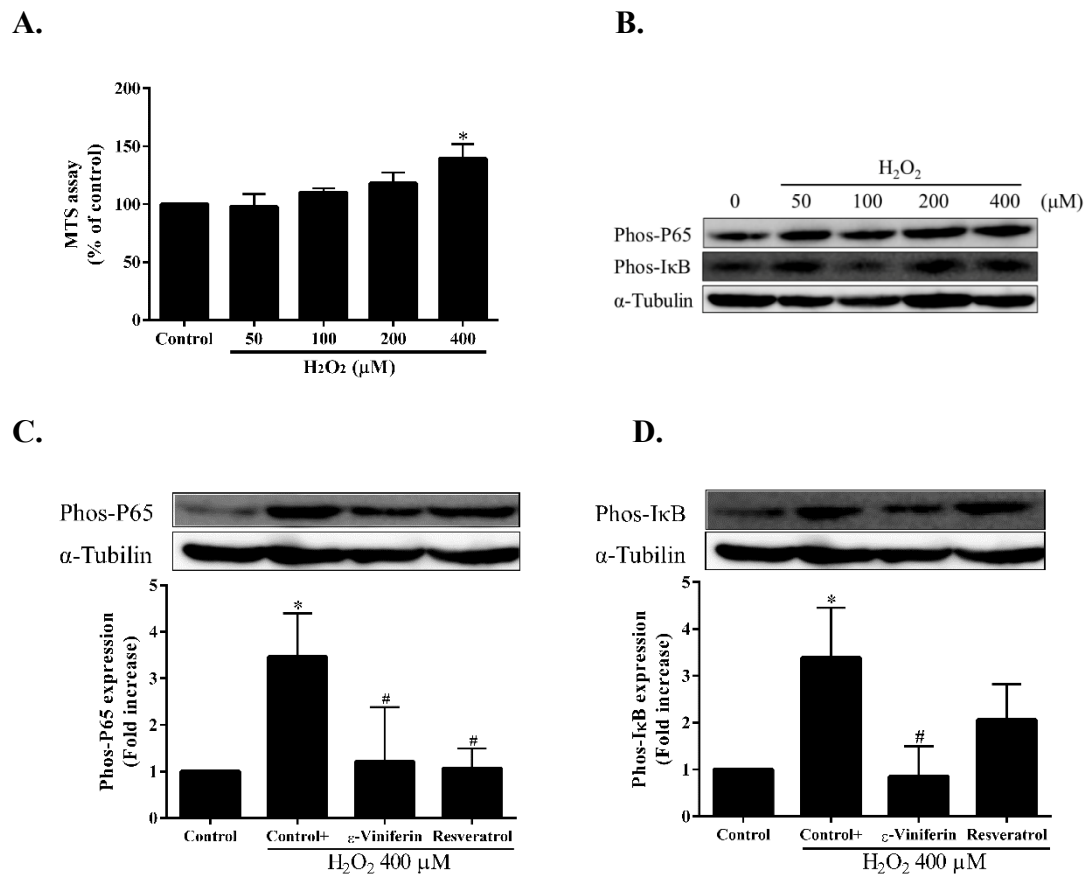 A.
200
150
100
50
0
MTS assay
(% of control)
*
Control 50 100 200 400
H₂O₂ (μM)
B.
H₂O₂
0 50 100 200 400 (μM)
Phos-P65
Phos-IκB
α-Tubulin
C.
Phos-P65
α-Tubilin
5
4
3
2
1
0
Phos-P65 expression
(Fold increase)
*
#
#
Control Control+ ε-Viniferin Resveratrol
H₂O₂ 400 μM
D.
Phos-IκB
α-Tubilin
5
4
3
2
1
0
Phos-IκB expression
(Fold increase)
*
#
Control Control+ ε-Viniferin Resveratrol
H₂O₂ 400 μM